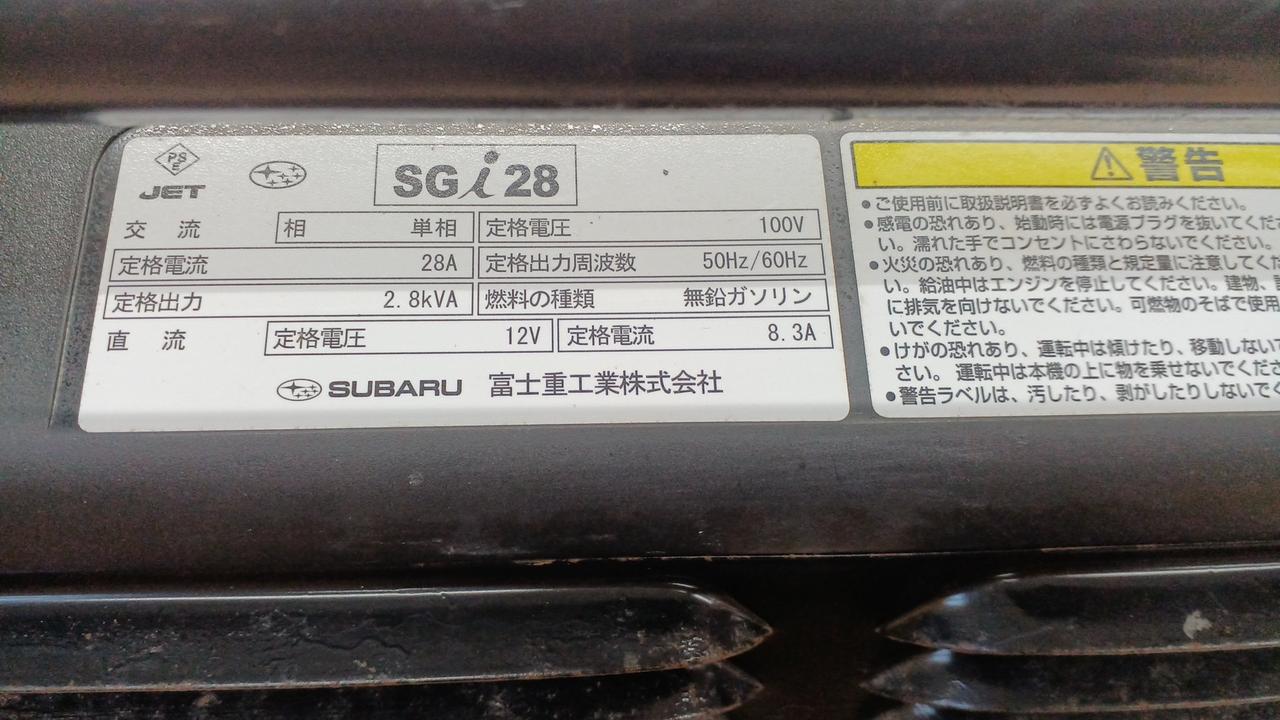 PS
E
JET
SGi28
交 流 相 単相 定格電圧 100V
定格電流 28A 定格出力周波数 50Hz/60Hz
定格出力 2.8kVA 燃料の種類 無鉛ガソリン
直 流 定格電圧 12V 定格電流 8.3A
SUBARU 富士重工業株式会社
警告
●ご使用前に取扱説明書を必ずよくお読みください。
●感電の恐れあり、始動時には電源プラグを抜いてくださ
い。濡れた手でコンセントにさわらないでください。
●火災の恐れあり、燃料の種類と規定量に注意してくだ
い。給油中はエンジンを停止してください。建物、
に排気を向けないでください。可燃物のそばで使用
いでください。
●けがの恐れあり、運転中は傾けたり、移動しないで
さい。 運転中は本機の上に物を乗せないでくださ
●警告ラベルは、汚したり、剥がしたりしないでく